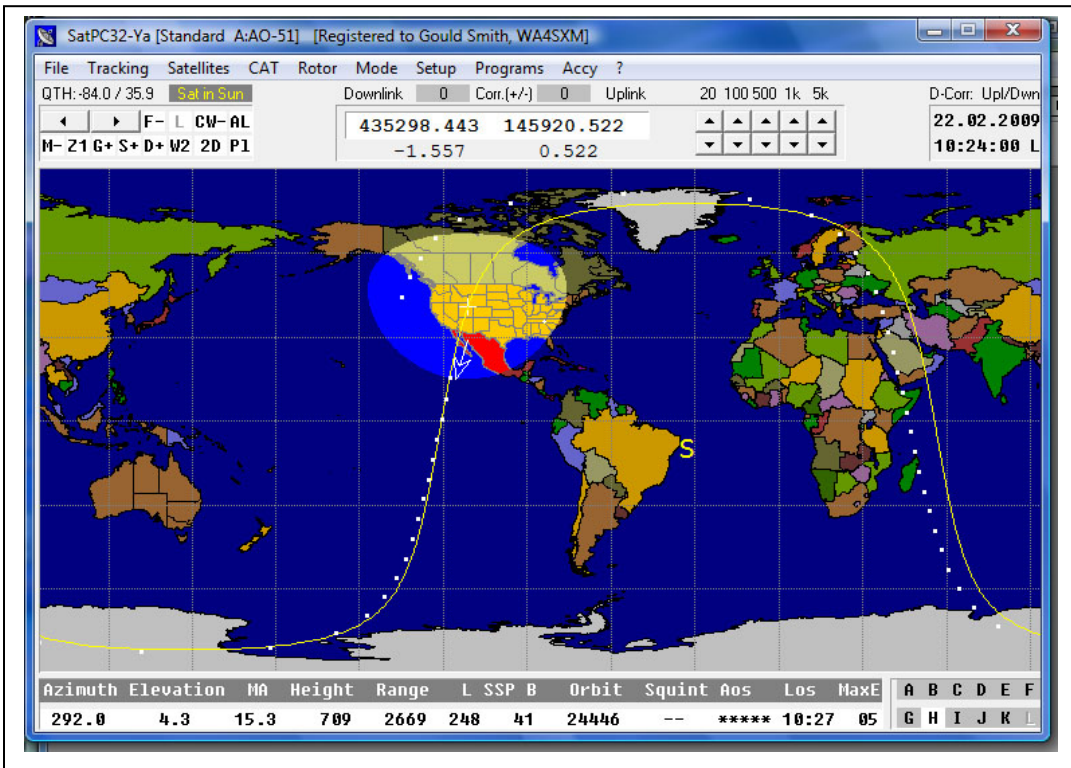 SatPC32-Ya [Standard A:AO-51] [Registered to Gould Smith, WA4SXM]
File Tracking Satellites CAT Rotor Mode Setup Programs Accy ?
QTH: -84.0 / 35.9 Sat in Sun Downlink 0 Corr.(+/-) 0 Uplink 20 100 500 1k 5k D-Corr: Upl/Dwn
F- L CW- AL 435298.443 145920.522 22.02.2009
M- Z1 G+ S+ D+ W2 2D P1 -1.557 0.522 10:24:00 L
S
Azimuth Elevation MA Height Range L SSP B Orbit Squint Aos Los MaxE A B C D E F
292.0 4.3 15.3 709 2669 248 41 24446 -- ***** 10:27 05 G H I J K L